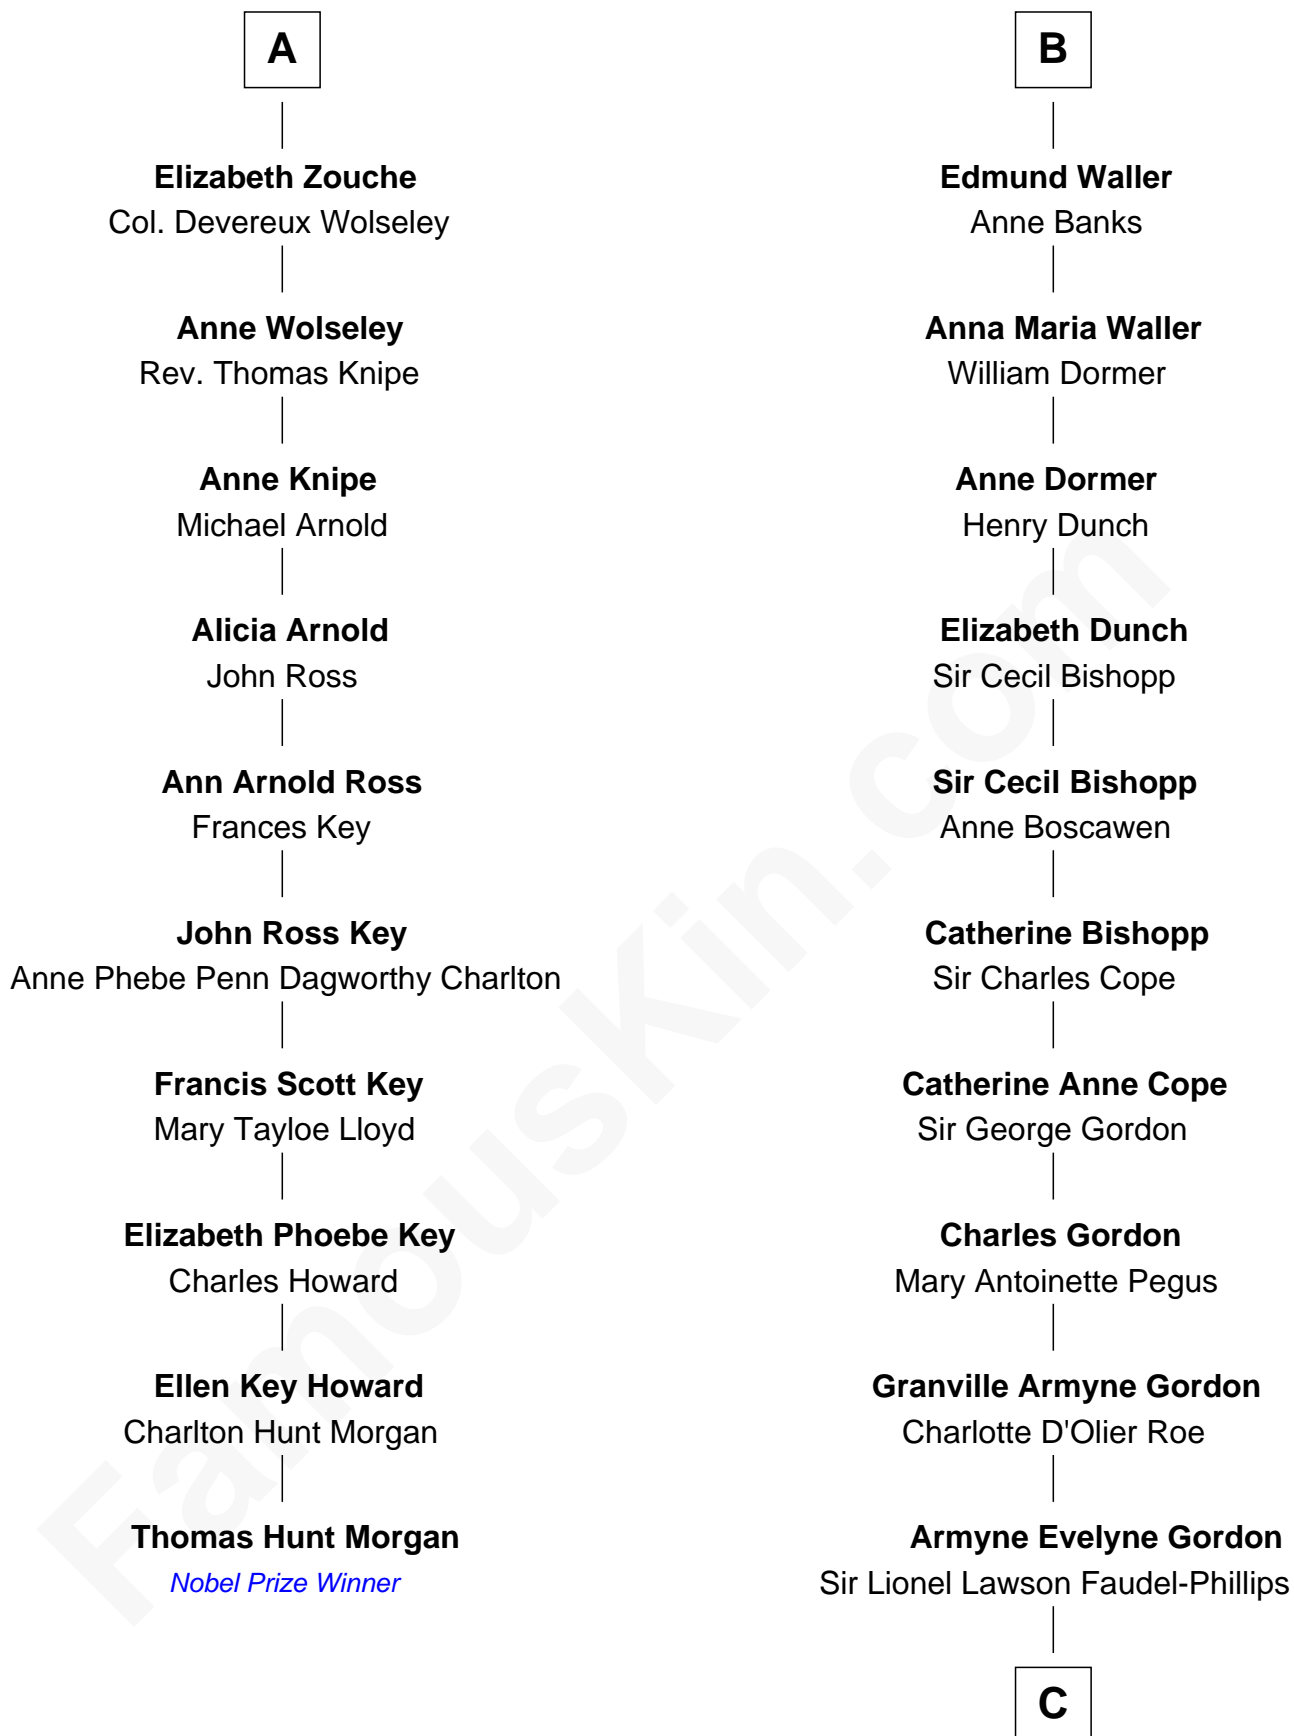 A
Elizabeth Zouche
Col. Devereux Wolseley
Anne Wolseley
Rev. Thomas Knipe
Anne Knipe
Michael Arnold
Alicia Arnold
John Ross
Ann Arnold Ross
Frances Key
John Ross Key
Anne Phebe Penn Dagworthy Charlton
Francis Scott Key
Mary Tayloe Lloyd
Elizabeth Phoebe Key
Charles Howard
Ellen Key Howard
Charlton Hunt Morgan
Thomas Hunt Morgan
Nobel Prize Winner
B
Edmund Waller
Anne Banks
Anna Maria Waller
William Dormer
Anne Dormer
Henry Dunch
Elizabeth Dunch
Sir Cecil Bishopp
Sir Cecil Bishopp
Anne Boscawen
Catherine Bishopp
Sir Charles Cope
Catherine Anne Cope
Sir George Gordon
Charles Gordon
Mary Antoinette Pegus
Granville Armyne Gordon
Charlotte D'Olier Roe
Armyne Evelyne Gordon
Sir Lionel Lawson Faudel-Phillips
C
FamousKin.com